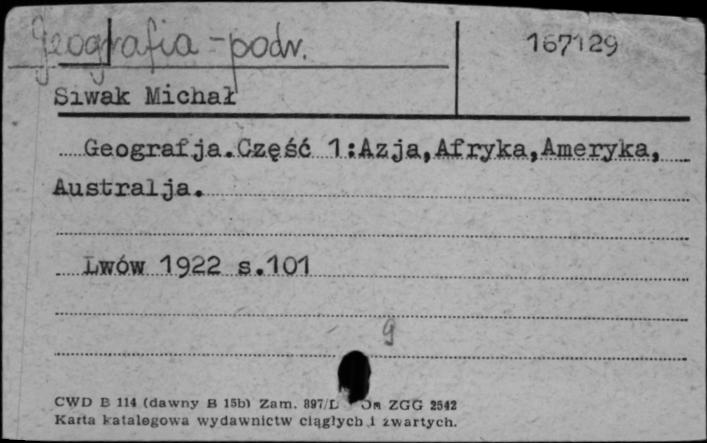 Geografia - podr.
167129
Siwak Michał
Geografja.Część 1:Azja,Afryka,Ameryka,
Australja.
Lwów 1922 s.101
g
CWD B 114 (dawny B 15b) Zam. 897/L ZGG 2542
Karta katalogowa wydawnictw ciągłych i zwartych.